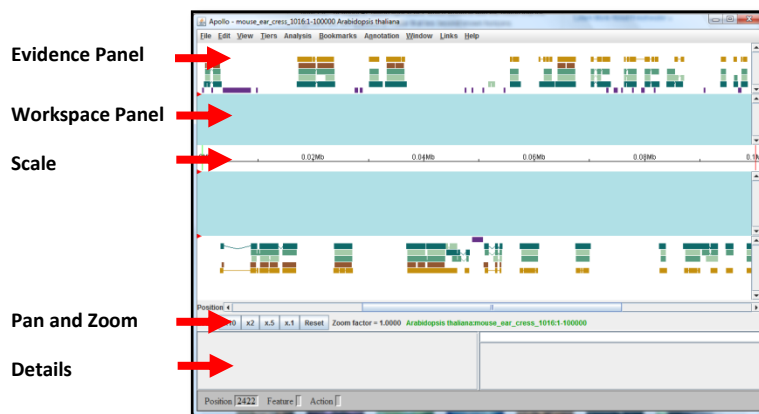 Apollo - mouse_ear_cress_1016:1-100000 Arabidopsis thaliana
File Edit View Tiers Analysis Bookmarks Annotation Window Links Help
Evidence Panel
Workspace Panel
Scale
0.02Mb 0.04Mb 0.06Mb 0.08Mb 0.1M
Position
Pan and Zoom
x2 x.5 x.1 Reset Zoom factor = 1.0000 Arabidopsis thaliana:mouse_ear_cress_1016:1-100000
Details
Position 2422 Feature Action